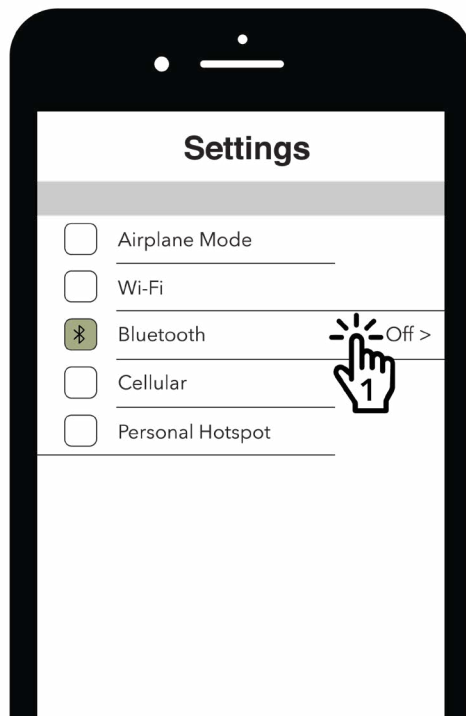 Settings
Airplane Mode
Wi-Fi
Bluetooth Off >
Cellular
1
Personal Hotspot